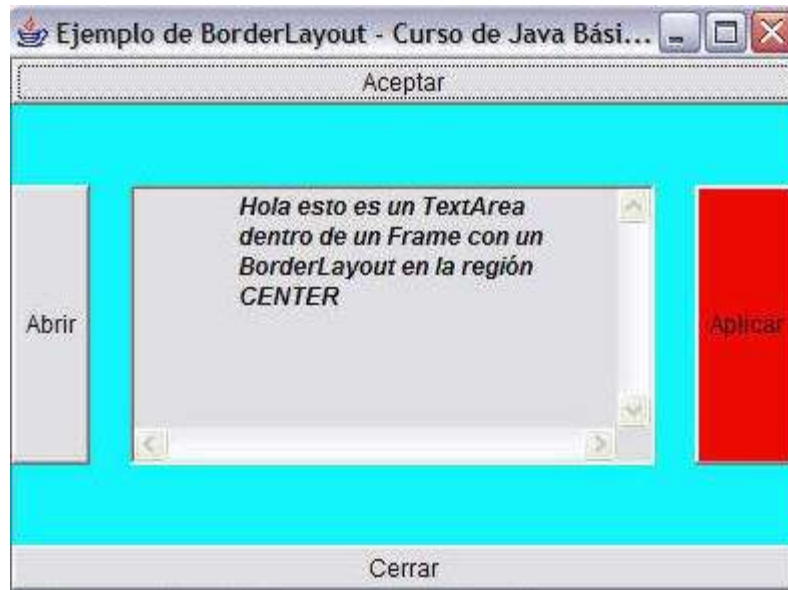 Ejemplo de BorderLayout - Curso de Java Bási...
Aceptar
Abrir
Hola esto es un TextArea
dentro de un Frame con un
BorderLayout en la región
CENTER
Aplicar
Cerrar